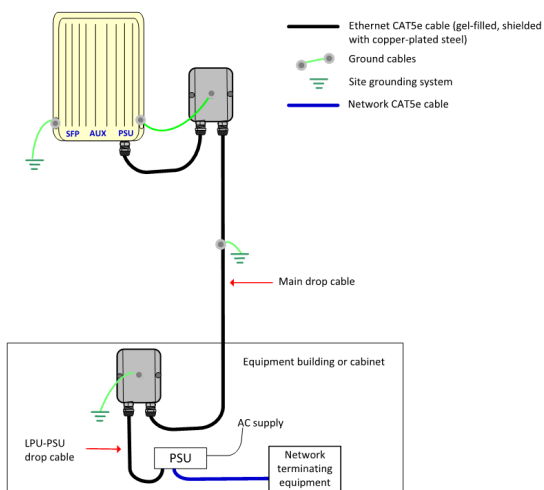 Ethernet CAT5e cable (gel-filled, shielded
with copper-plated steel)
Ground cables
Site grounding system
Network CAT5e cable
SFP AUX PSU
Main drop cable
Equipment building or cabinet
AC supply
LPU-PSU
drop cable
PSU
Network
terminating
equipment